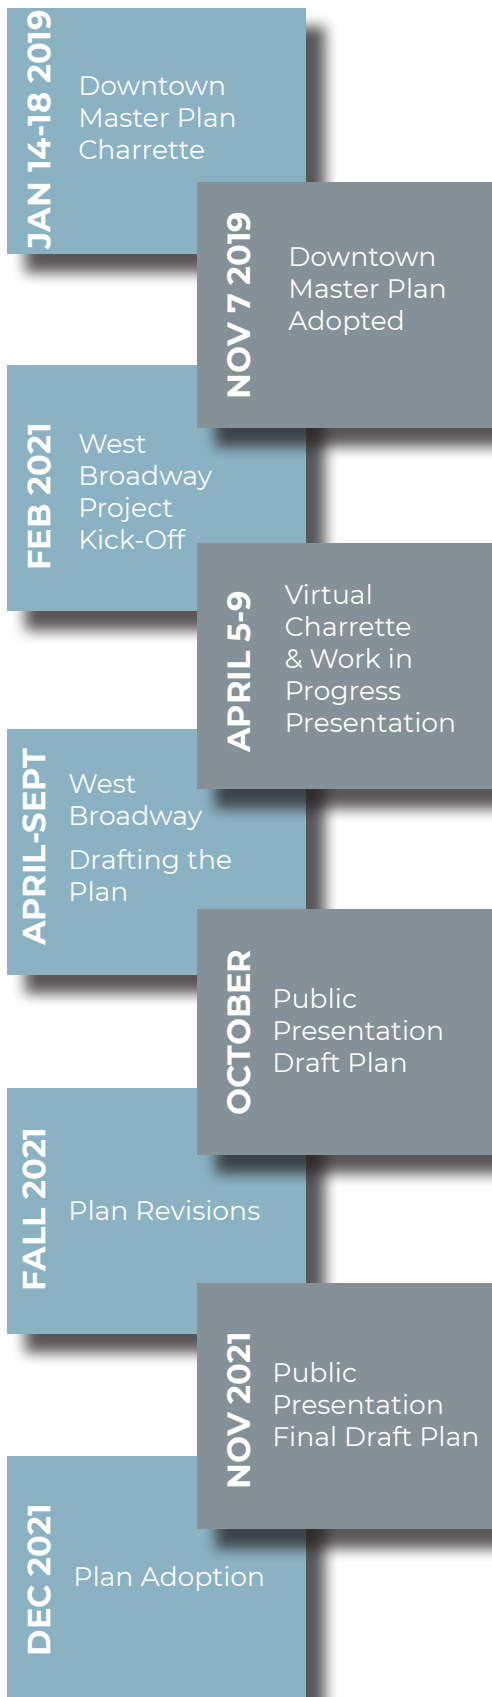 JAN 14-18 2019
Downtown
Master Plan
Charrette
NOV 7 2019
Downtown
Master Plan
Adopted
FEB 2021
West
Broadway
Project
Kick-Off
APRIL 5-9
Virtual
Charrette
& Work in
Progress
Presentation
APRIL-SEPT
West
Broadway
Drafting the
Plan
OCTOBER
Public
Presentation
Draft Plan
FALL 2021
Plan Revisions
NOV 2021
Public
Presentation
Final Draft Plan
DEC 2021
Plan Adoption